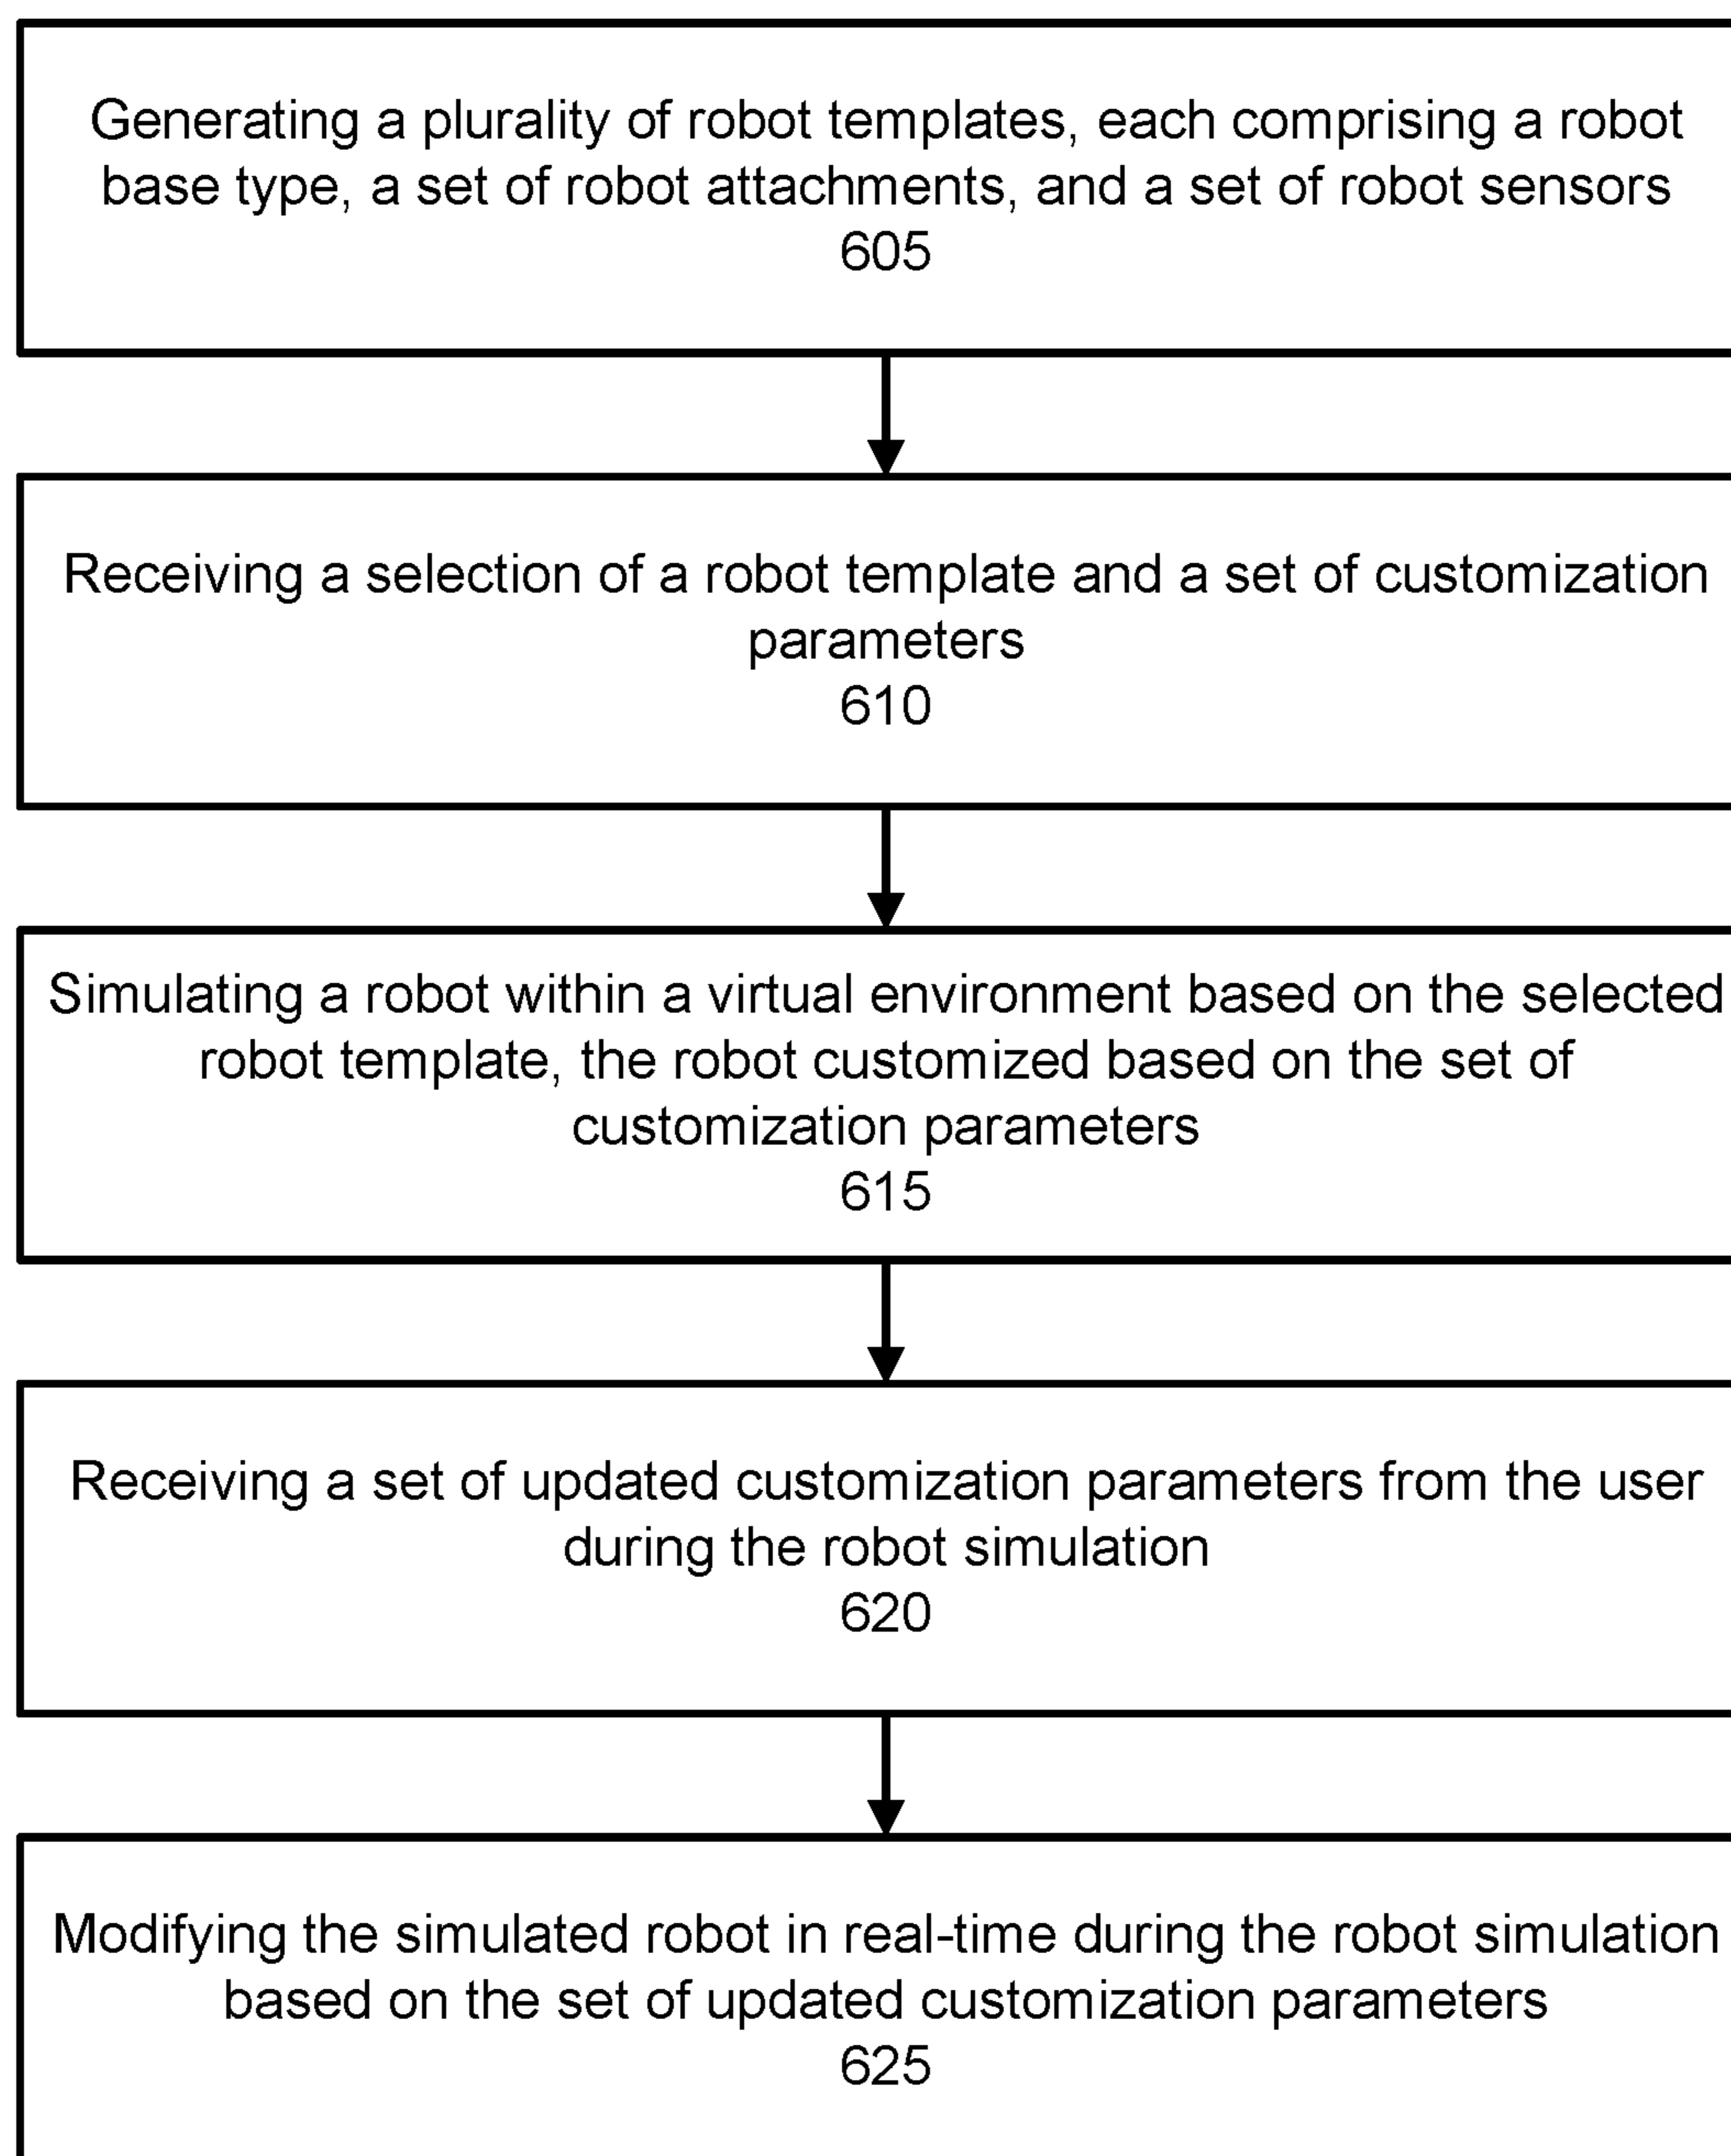 Generating a plurality of robot templates, each comprising a robot
base type, a set of robot attachments, and a set of robot sensors
605
Receiving a selection of a robot template and a set of customization
parameters
610
Simulating a robot within a virtual environment based on the selected
robot template, the robot customized based on the set of
customization parameters
615
Receiving a set of updated customization parameters from the user
during the robot simulation
620
Modifying the simulated robot in real-time during the robot simulation
based on the set of updated customization parameters
625